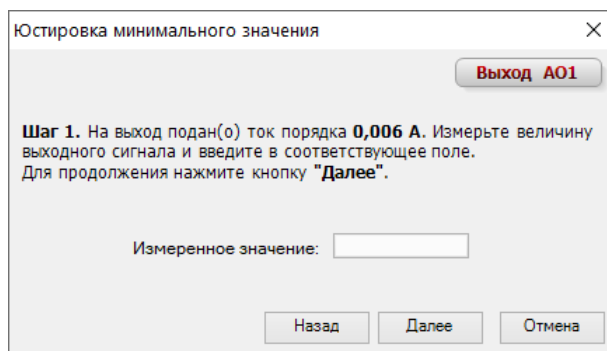 Юстировка минимального значения
Выход AO1
Шаг 1. На выход подан(о) ток порядка 0,006 А. Измерьте величину
выходного сигнала и введите в соответствующее поле.
Для продолжения нажмите кнопку "Далее".
Измеренное значение:
Назад Далее Отмена